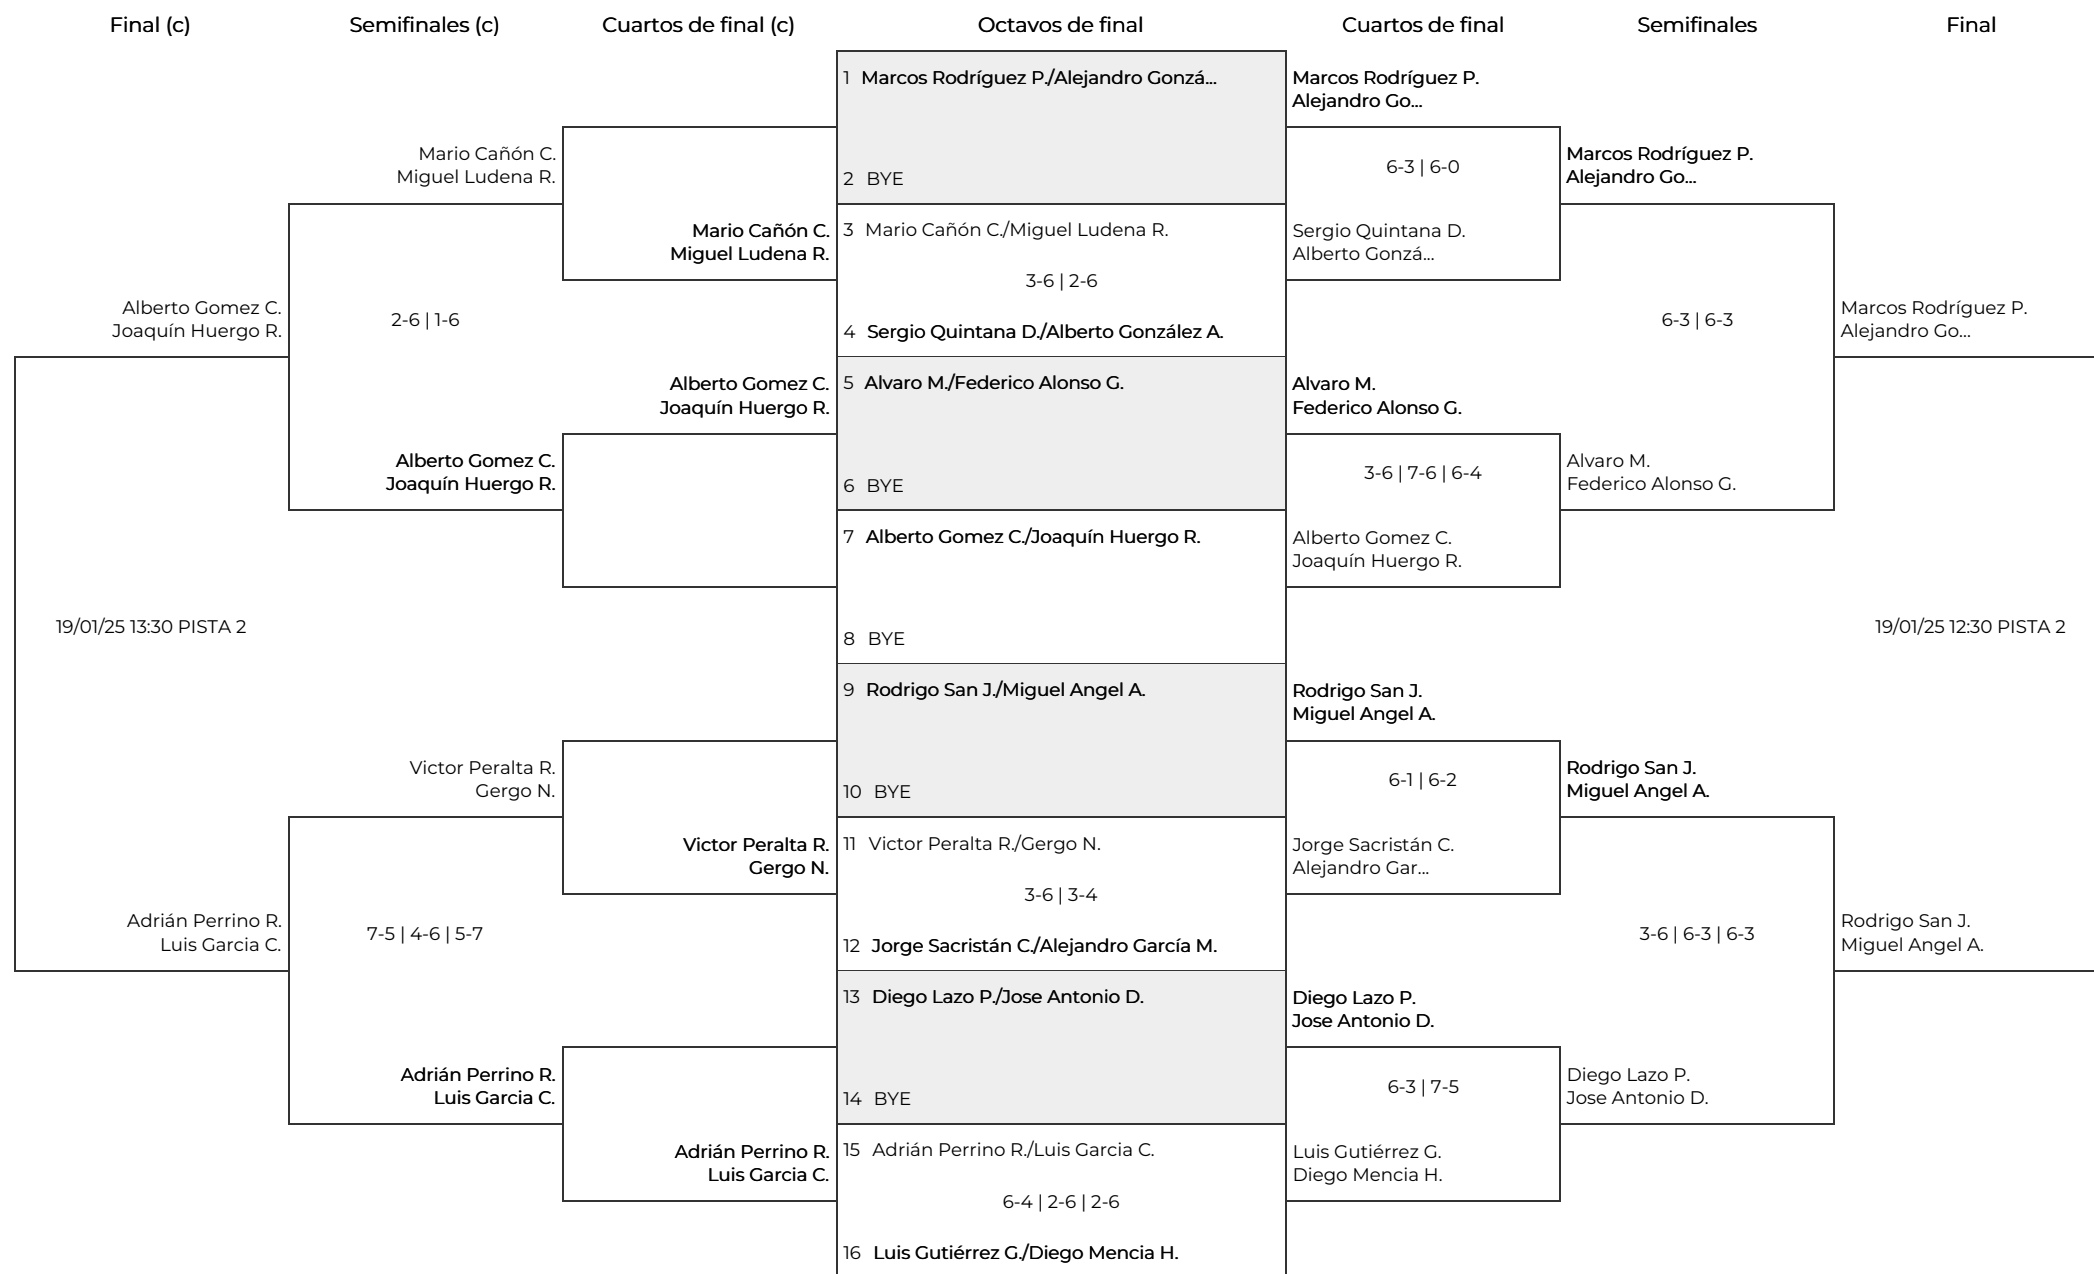 Final (c)
Semifinales (c)
Cuartos de final (c)
Octavos de final
Cuartos de final
Semifinales
Final
Alberto Gomez C.
Joaquín Huergo R.
19/01/25 13:30 PISTA 2
Adrián Perrino R.
Luis Garcia C.
Mario Cañón C.
Miguel Ludena R.
2-6 | 1-6
Alberto Gomez C.
Joaquín Huergo R.
Victor Peralta R.
Gergo N.
7-5 | 4-6 | 5-7
Adrián Perrino R.
Luis Garcia C.
Mario Cañón C.
Miguel Ludena R.
Alberto Gomez C.
Joaquín Huergo R.
Victor Peralta R.
Gergo N.
Adrián Perrino R.
Luis Garcia C.
1 Marcos Rodríguez P./Alejandro Gonzá...
2 BYE
3 Mario Cañón C./Miguel Ludena R.
3-6 | 2-6
4 Sergio Quintana D./Alberto González A.
5 Alvaro M./Federico Alonso G.
6 BYE
7 Alberto Gomez C./Joaquín Huergo R.
8 BYE
9 Rodrigo San J./Miguel Angel A.
10 BYE
11 Victor Peralta R./Gergo N.
3-6 | 3-4
12 Jorge Sacristán C./Alejandro García M.
13 Diego Lazo P./Jose Antonio D.
14 BYE
15 Adrián Perrino R./Luis Garcia C.
6-4 | 2-6 | 2-6
16 Luis Gutiérrez G./Diego Mencia H.
Marcos Rodríguez P.
Alejandro Go...
6-3 | 6-0
Sergio Quintana D.
Alberto Gonzá...
Alvaro M.
Federico Alonso G.
3-6 | 7-6 | 6-4
Alberto Gomez C.
Joaquín Huergo R.
Rodrigo San J.
Miguel Angel A.
6-1 | 6-2
Jorge Sacristán C.
Alejandro Gar...
Diego Lazo P.
Jose Antonio D.
6-3 | 7-5
Luis Gutiérrez G.
Diego Mencia H.
Marcos Rodríguez P.
Alejandro Go...
6-3 | 6-3
Alvaro M.
Federico Alonso G.
Rodrigo San J.
Miguel Angel A.
3-6 | 6-3 | 6-3
Diego Lazo P.
Jose Antonio D.
Marcos Rodríguez P.
Alejandro Go...
19/01/25 12:30 PISTA 2
Rodrigo San J.
Miguel Angel A.